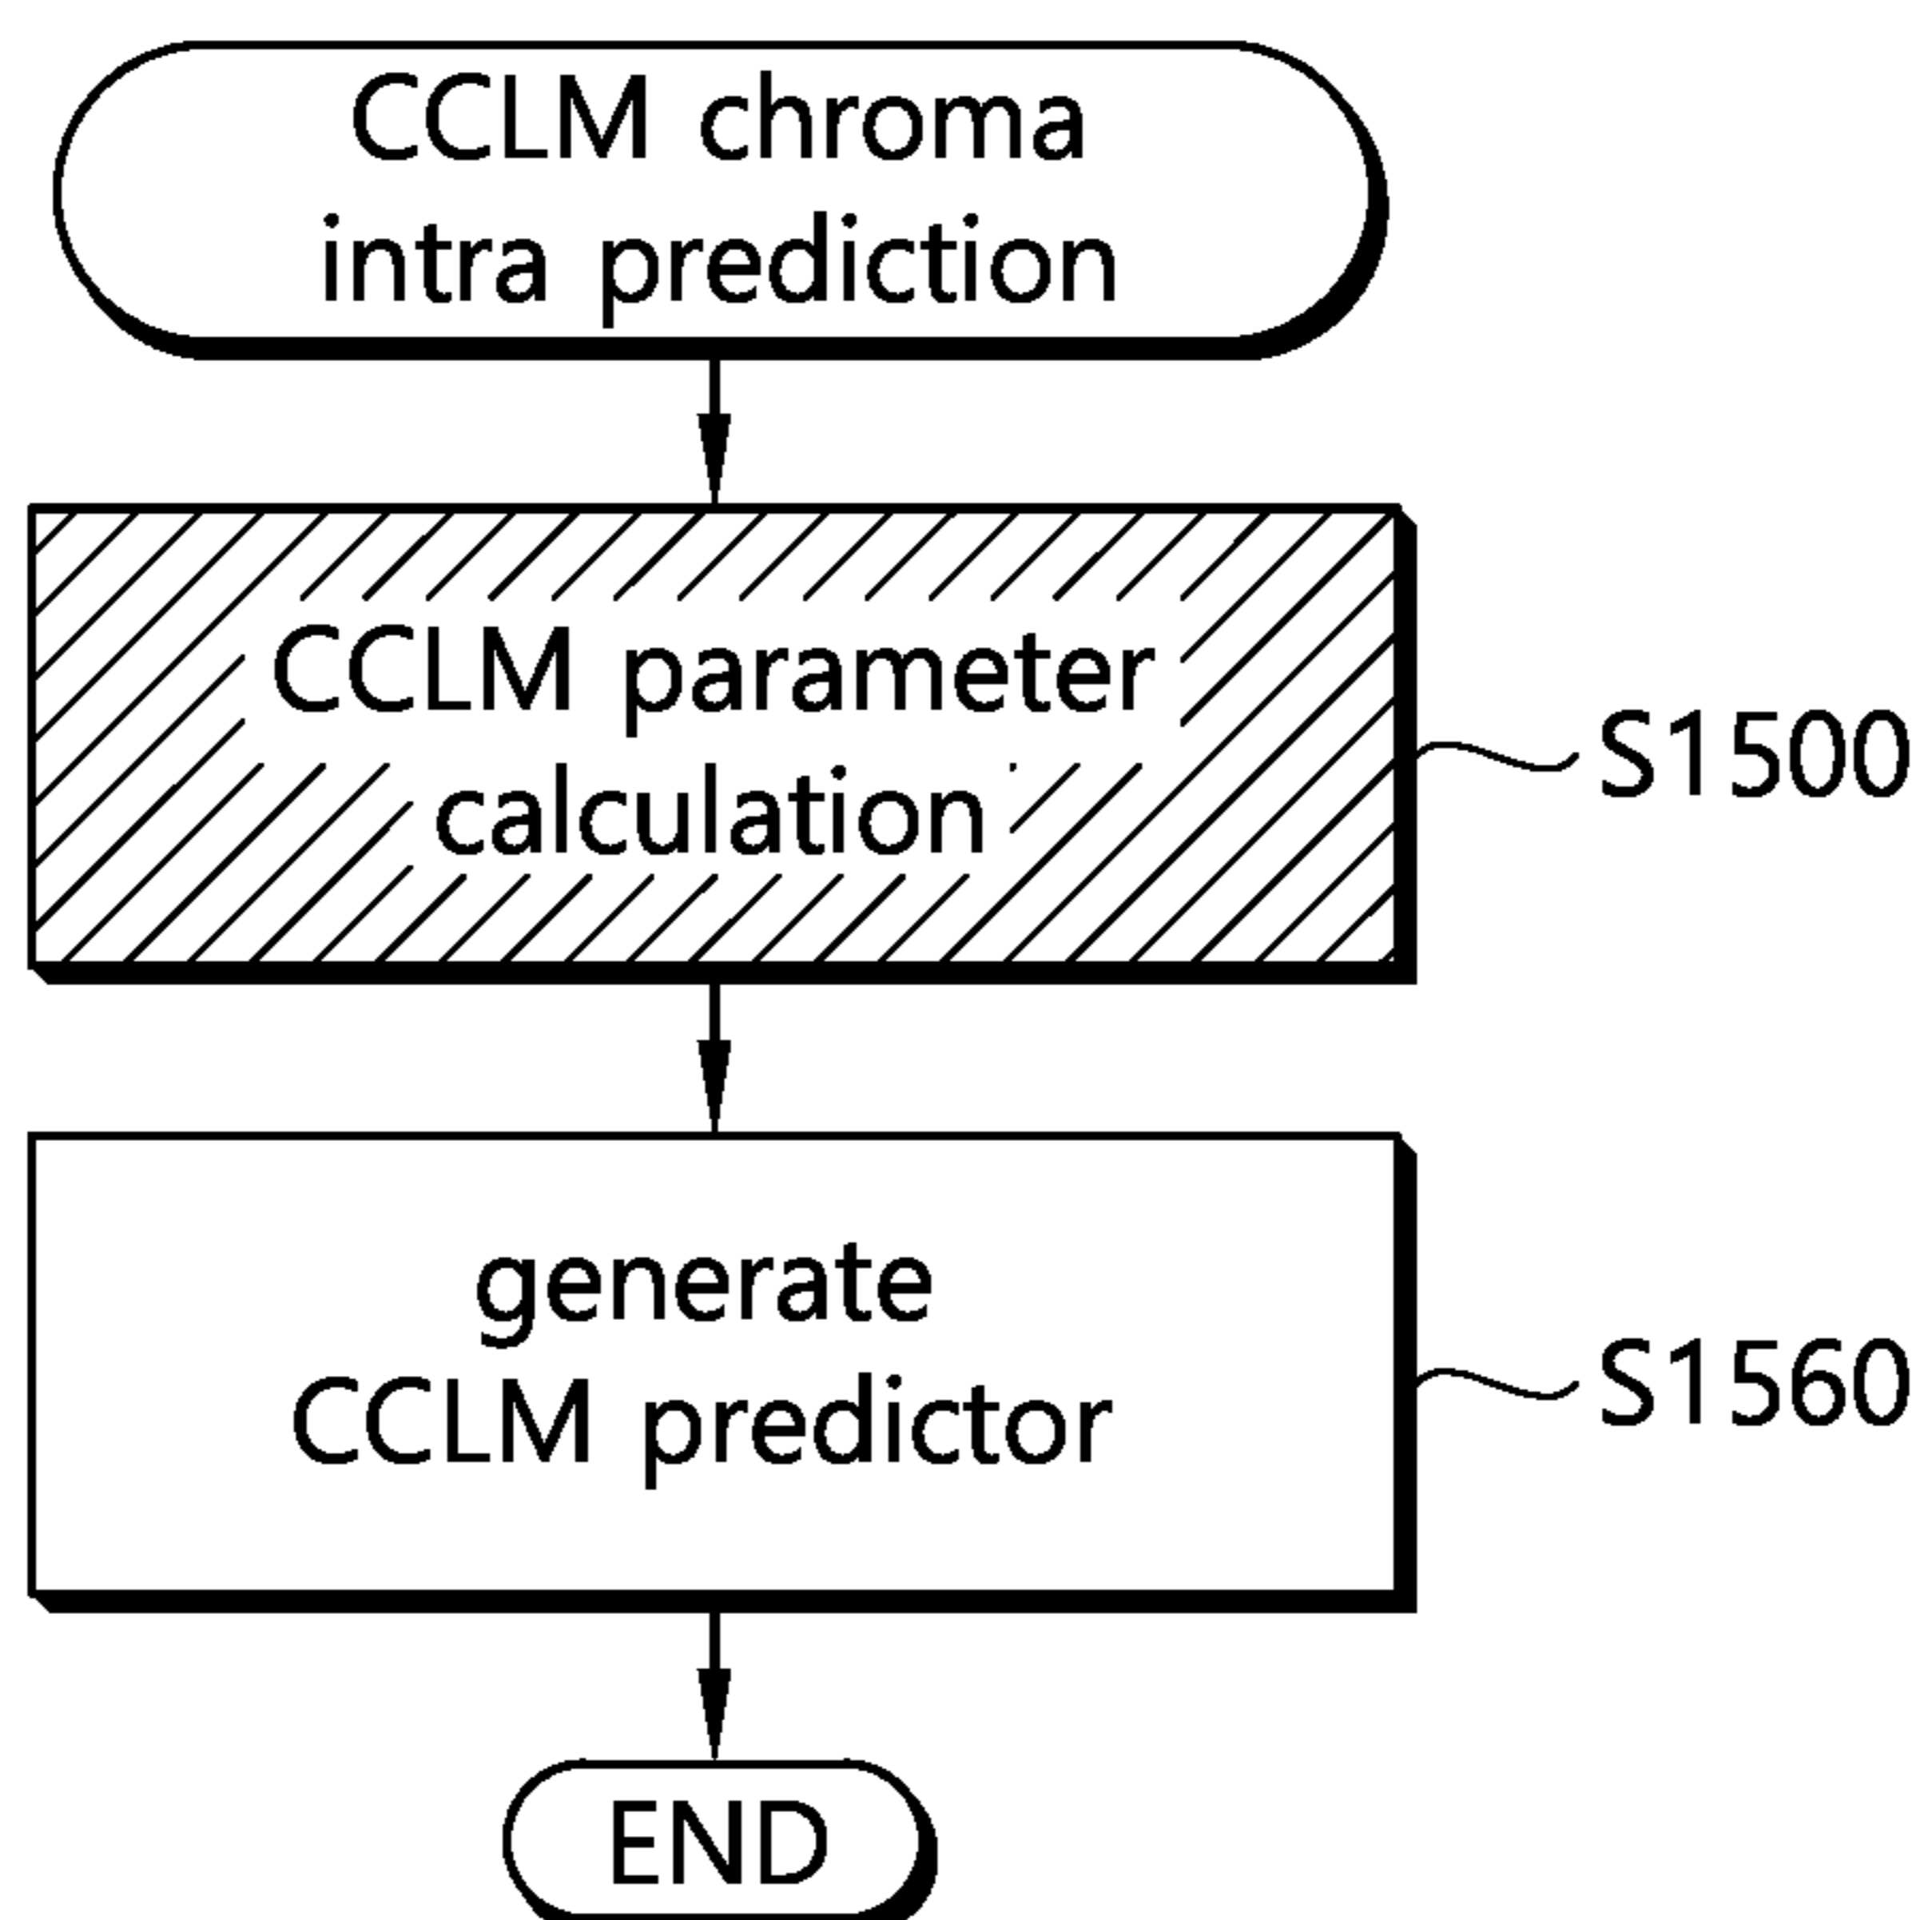 CCLM chroma
intra prediction
CCLM parameter
calculation
S1500
generate
CCLM predictor
S1560
END